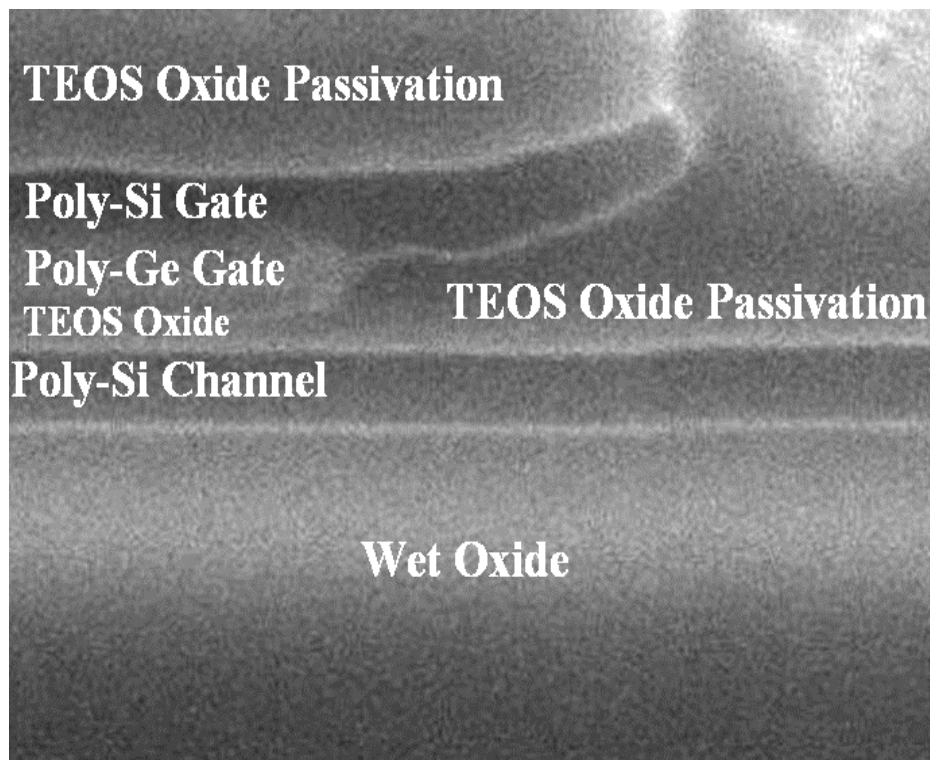 TEOS Oxide Passivation
Poly-Si Gate
Poly-Ge Gate
TEOS Oxide Passivation
TEOS Oxide
Poly-Si Channel
Wet Oxide